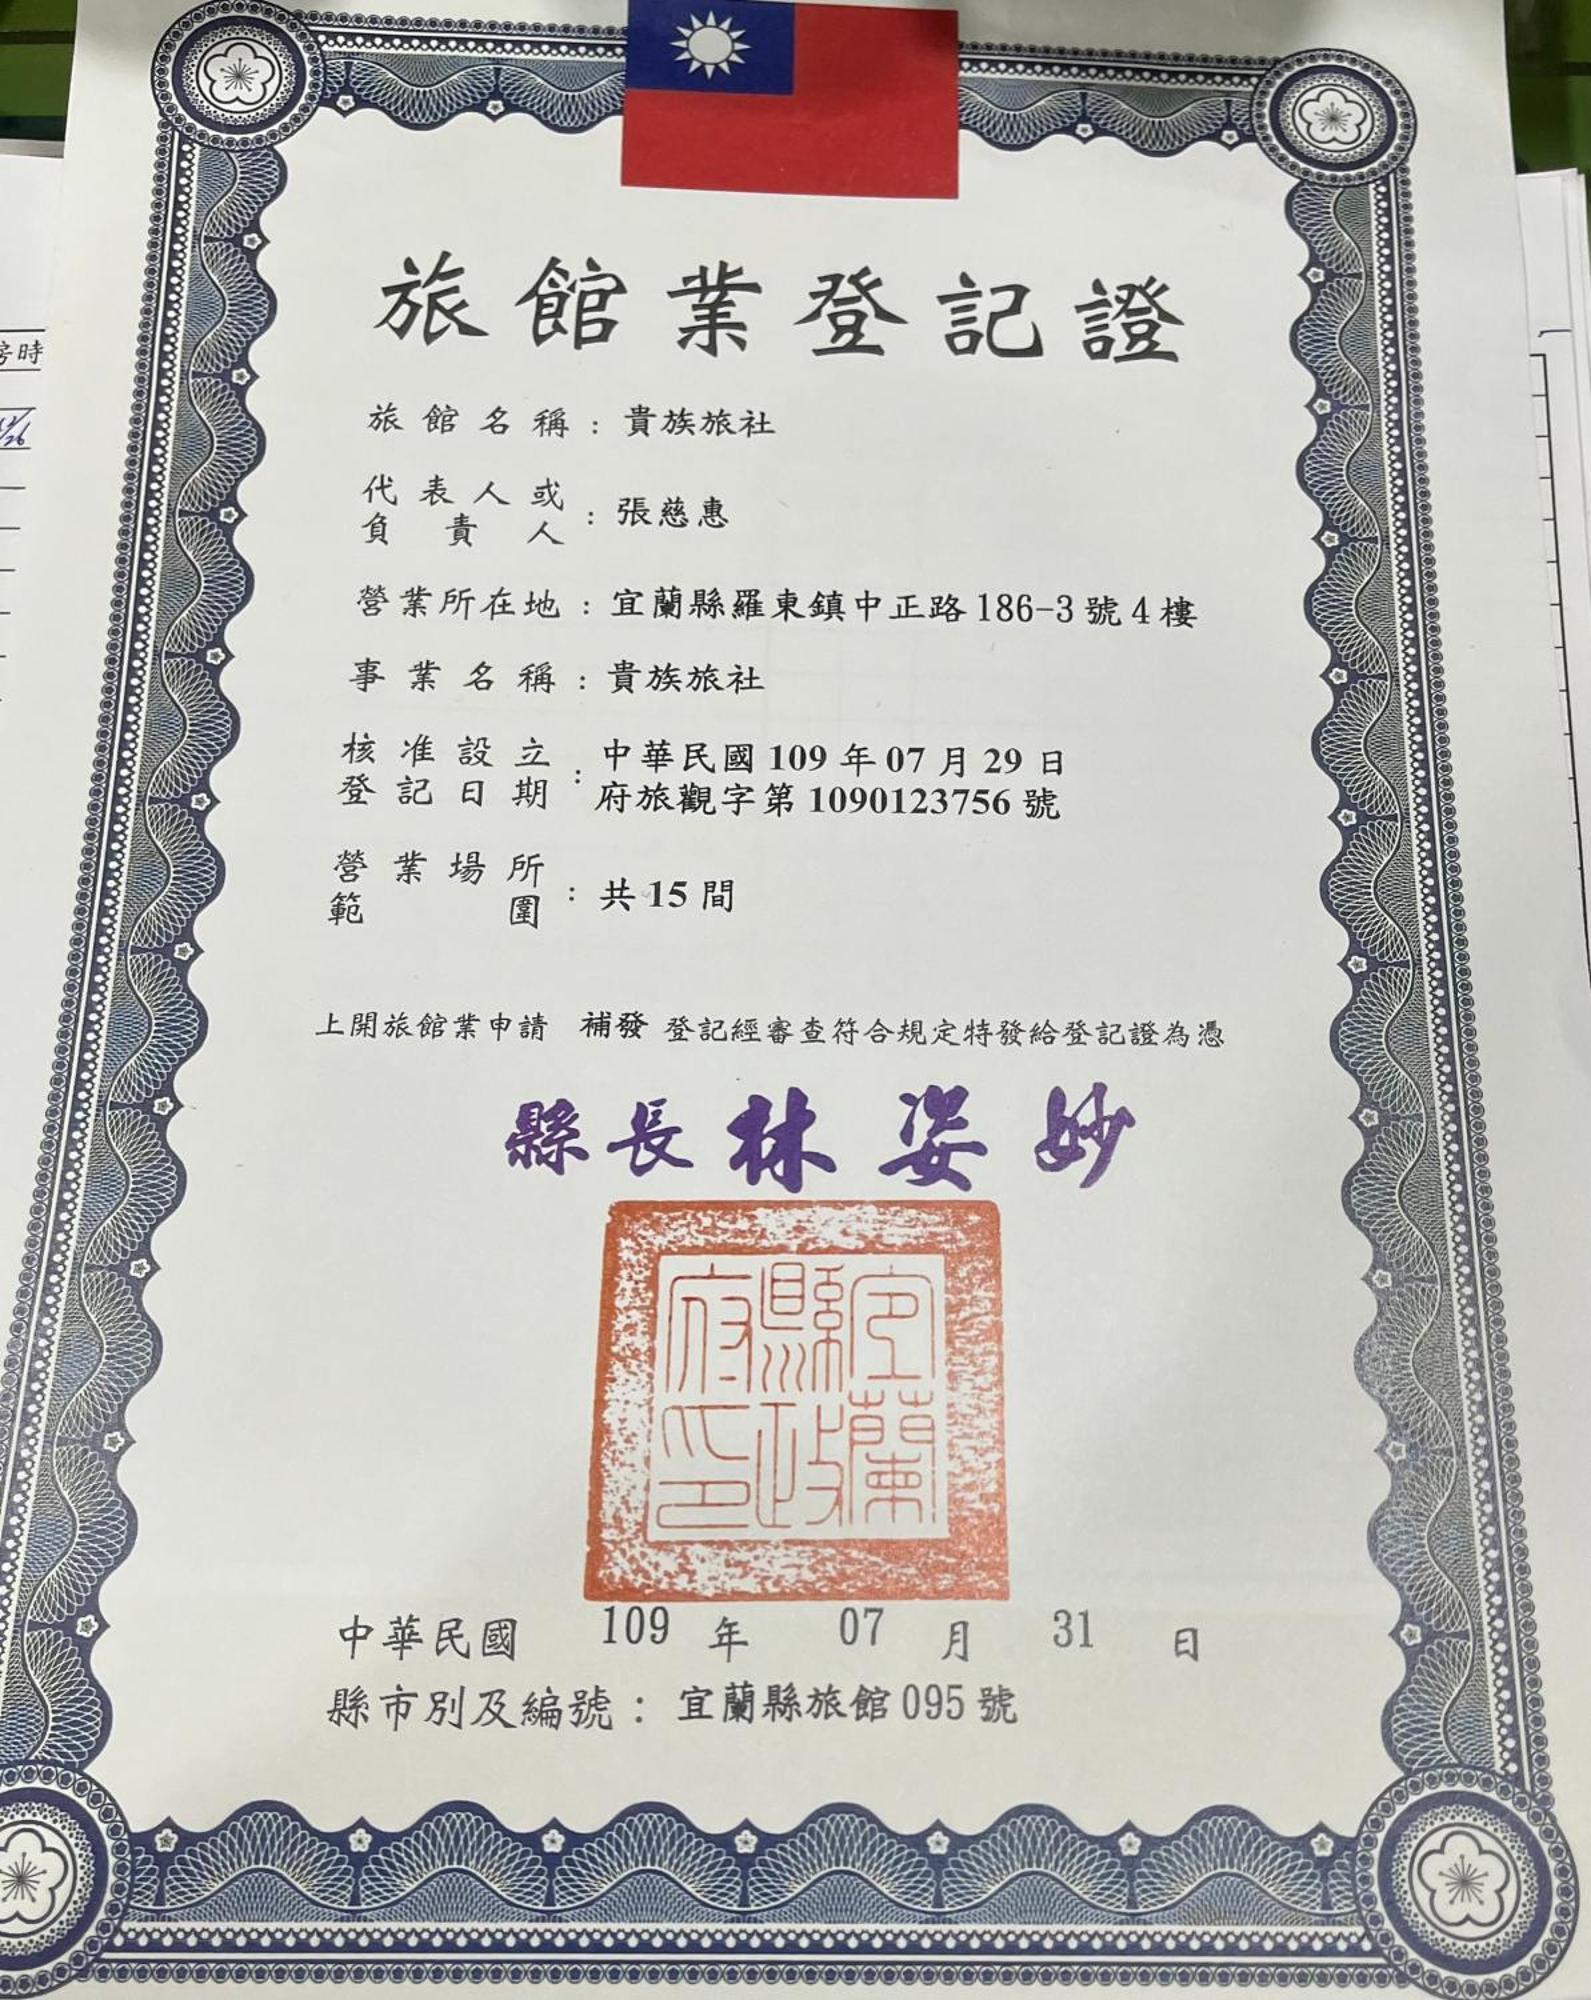 旅館業登記證
旅館名稱：貴族旅社
代表人或
負責人：張慈惠
營業所在地：宜蘭縣羅東鎮中正路186-3號4樓
事業名稱：貴族旅社
核准設立
登記日期：中華民國109年07月29日
府旅觀字第1090123756號
營業場所
範圍：共15間
上開旅館業申請 補發 登記經審查符合規定特發給登記證為憑
縣長林姿妙
宜蘭縣政府印
中華民國 109 年 07 月 31 日
縣市別及編號：宜蘭縣旅館095號
房時